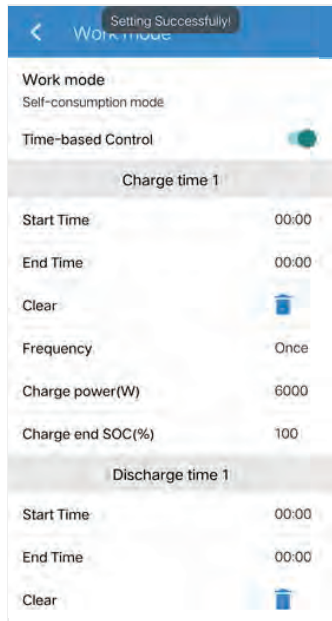 Setting Successfully!
Work mode
Work mode
Self-consumption mode
Time-based Control
Charge time 1
Start Time 00:00
End Time 00:00
Clear
Frequency Once
Charge power(W) 6000
Charge end SOC(%) 100
Discharge time 1
Start Time 00:00
End Time 00:00
Clear